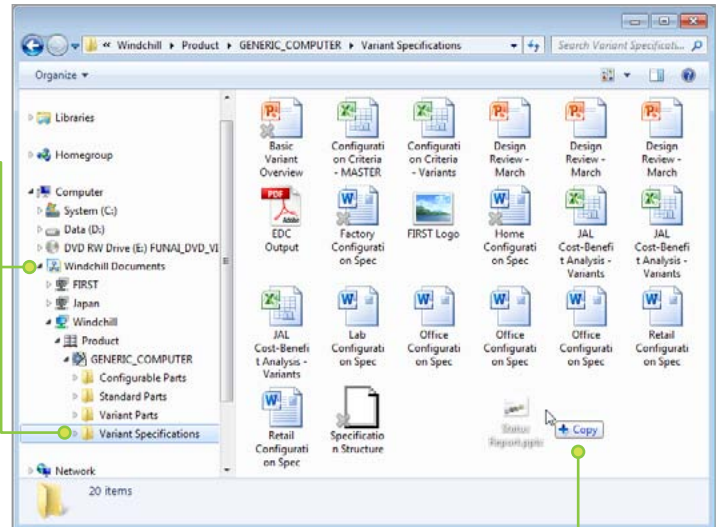 « Windchill ▸ Product ▸ GENERIC_COMPUTER ▸ Variant Specifications
Search Variant Specificati...
Organize
Libraries
Homegroup
Computer
System (C:)
Data (D:)
DVD RW Drive (E:) FUNAI_DVD_VI
Windchill Documents
FIRST
Japan
Windchill
Product
GENERIC_COMPUTER
Configurable Parts
Standard Parts
Variant Parts
Variant Specifications
Network
Basic
Variant
Overview
Configurati
on Criteria
- MASTER
Configurati
on Criteria
- Variants
Design
Review -
March
Design
Review -
March
Design
Review -
March
PDF
Adobe
EDC
Output
Factory
Configurati
on Spec
FIRST Logo
Home
Configurati
on Spec
JAL
Cost-Benefi
t Analysis -
Variants
JAL
Cost-Benefi
t Analysis -
Variants
JAL
Cost-Benefi
t Analysis -
Variants
Lab
Configurati
on Spec
Office
Configurati
on Spec
Office
Configurati
on Spec
Office
Configurati
on Spec
Retail
Configurati
on Spec
Retail
Configurati
on Spec
Specificatio
n Structure
Status
Report.pptx
Copy
20 items